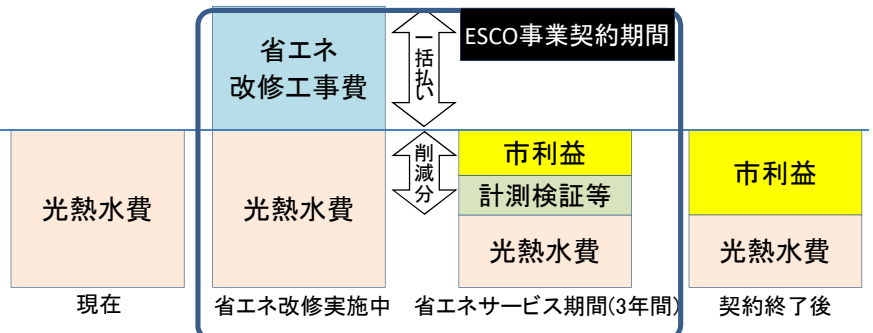 省エネ
改修工事費
一括払い
ESCO事業契約期間
光熱水費
光熱水費
削減分
市利益
計測検証等
光熱水費
市利益
光熱水費
現在
省エネ改修実施中
省エネサービス期間(3年間)
契約終了後